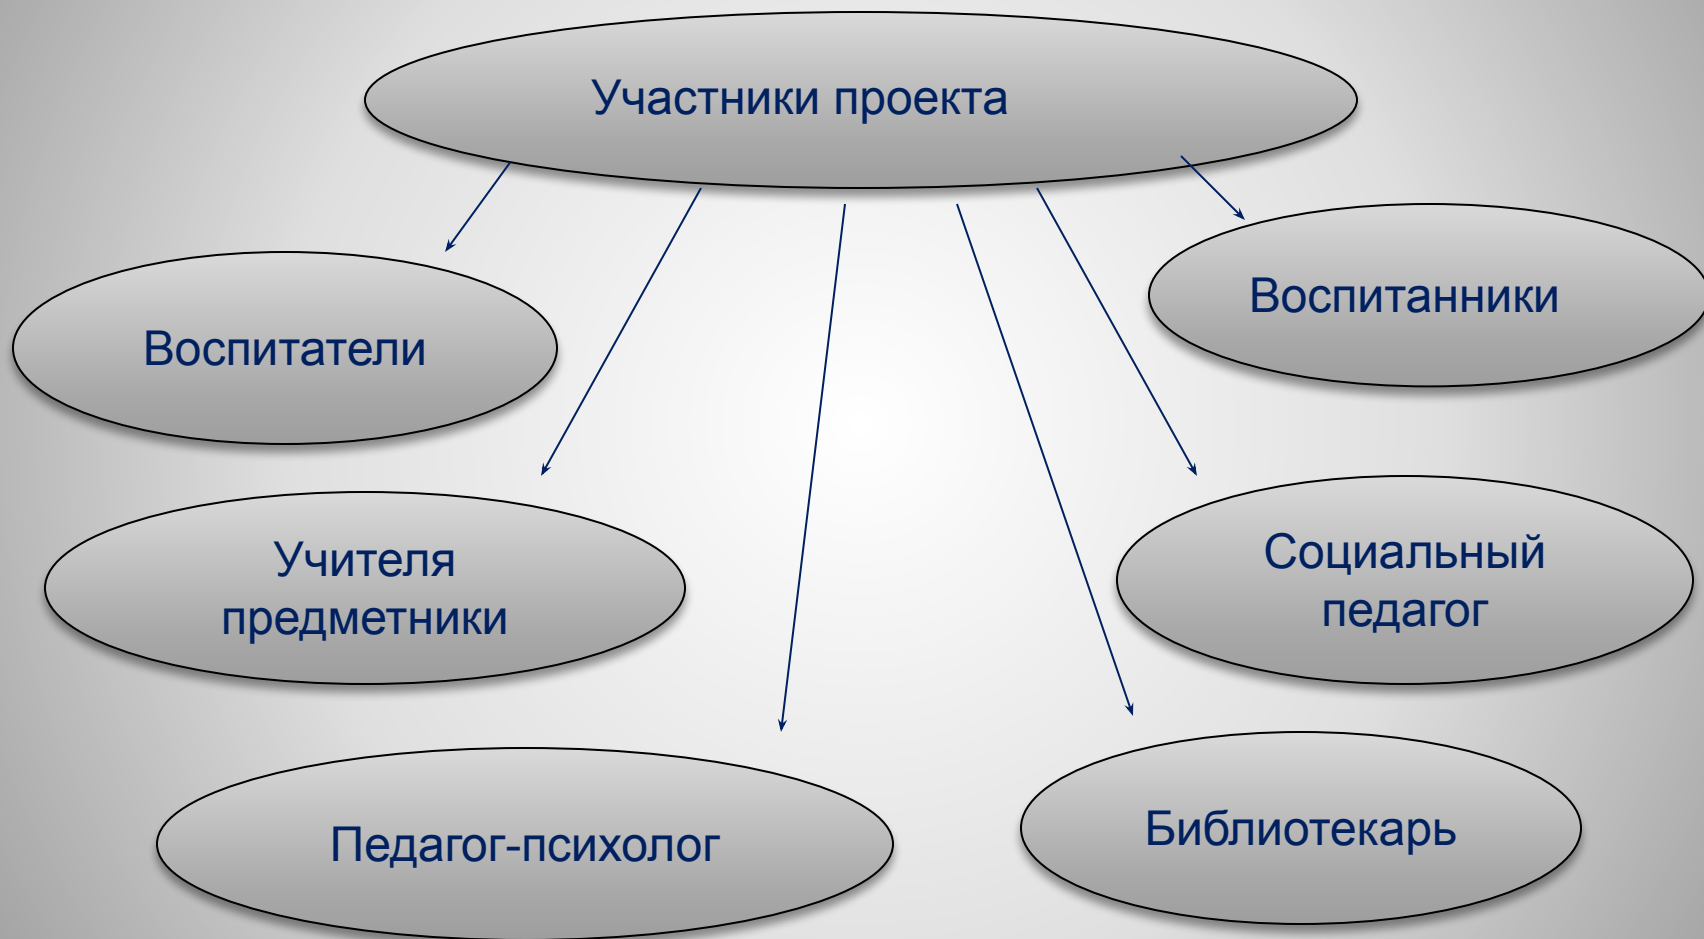 Участники проекта
Воспитанники
Воспитатели
Учителя
предметники
Социальный
педагог
Педагог-психолог
Библиотекарь